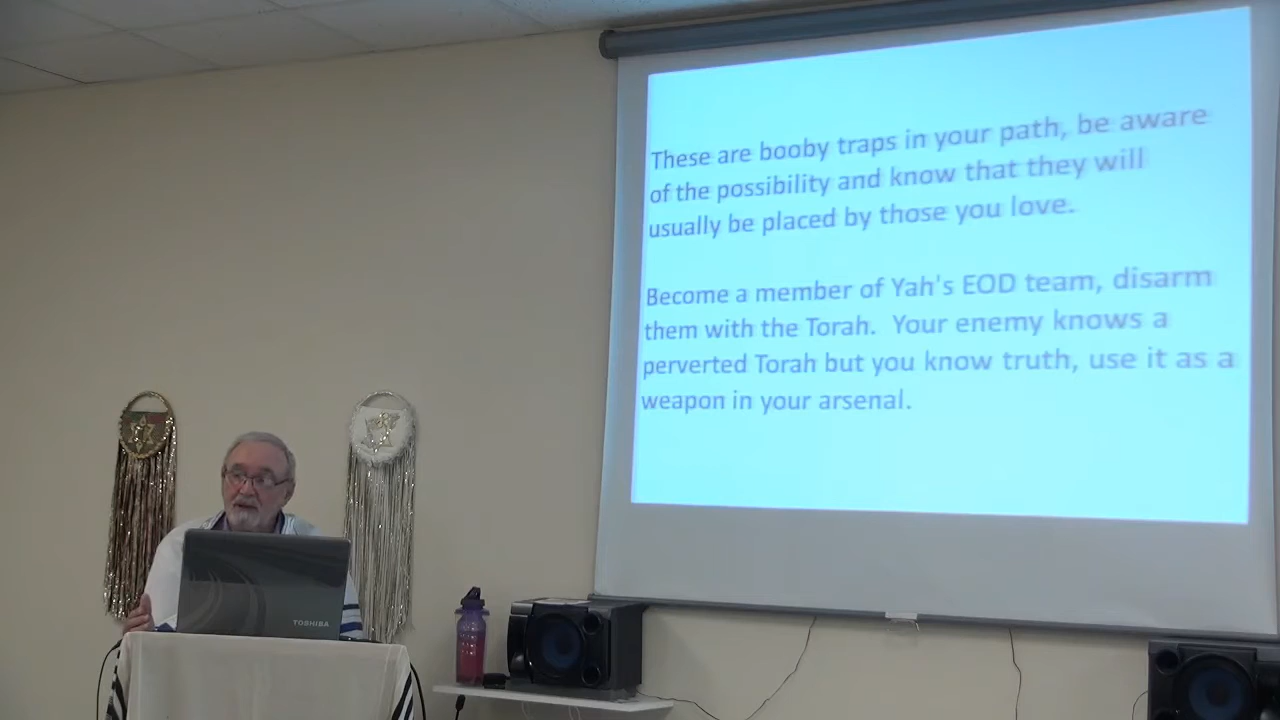 These are booby traps in your path, be aware
of the possibility and know that they will
usually be placed by those you love.
Become a member of Yah's EOD team, disarm
them with the Torah.  Your enemy knows a
perverted Torah but you know truth, use it as a
weapon in your arsenal.
TOSHIBA